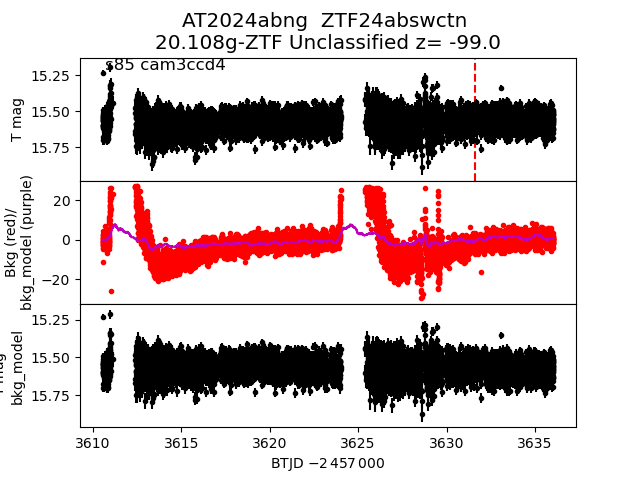 AT2024abng  ZTF24abswctn
20.108g-ZTF Unclassified z= -99.0
s85 cam3ccd4
15.25
15.50
15.75
T mag
20
0
−20
Bkg (red)/
bkg_model (purple)
15.25
15.50
15.75
bkg_model
3610
3615
3620
3625
3630
3635
BTJD −2 457 000